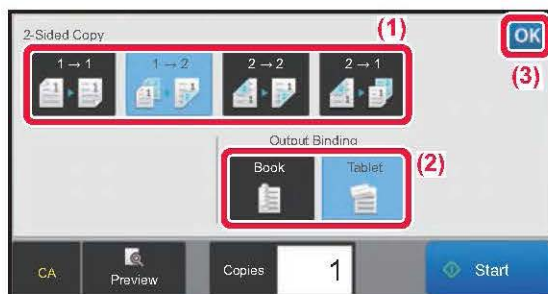 2-Sided Copy
(1)
OK
(3)
1 → 1
1 → 2
2 → 2
2 → 1
Output Binding
Book
Tablet
(2)
CA
Preview
Copies
1
Start